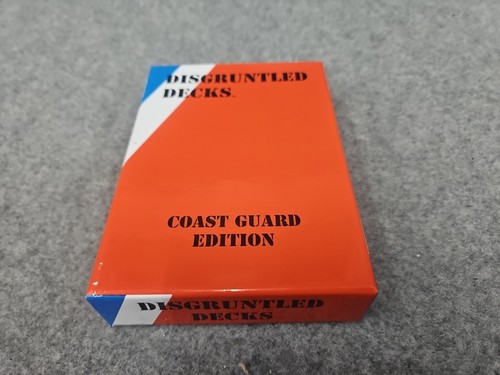 DISGRUNTLED
DECKS.
COAST GUARD
EDITION
DISGRUNTLED
DECKS